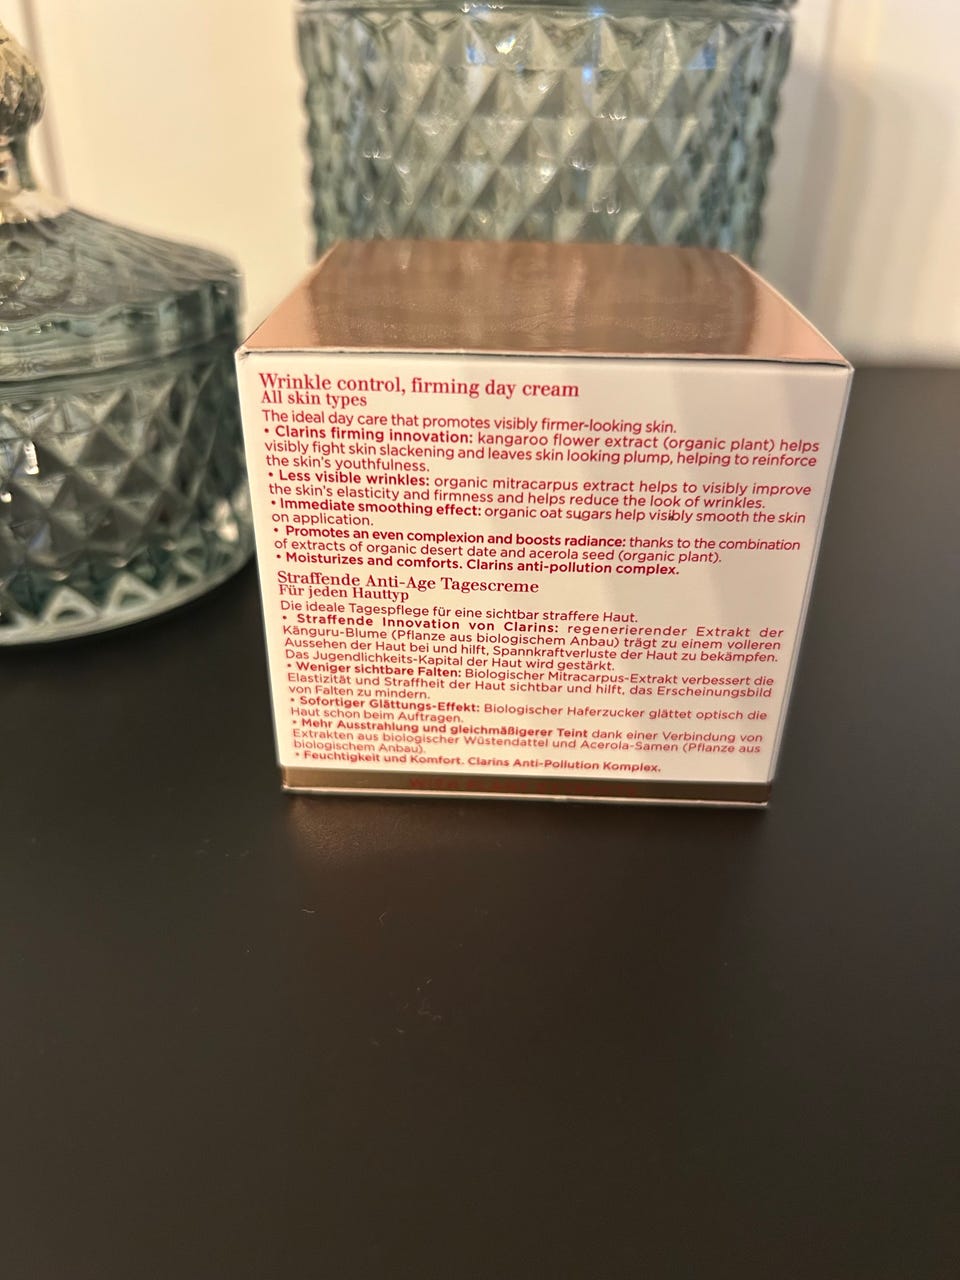 Wrinkle control, firming day cream
All skin types
The ideal day care that promotes visibly firmer-looking skin.
• Clarins firming innovation: kangaroo flower extract (organic plant) helps
visibly fight skin slackening and leaves skin looking plump, helping to reinforce
the skin's youthfulness.
• Less visible wrinkles: organic mitracarpus extract helps to visibly improve
the skin's elasticity and firmness and helps reduce the look of wrinkles.
• Immediate smoothing effect: organic oat sugars help visibly smooth the skin
on application.
• Promotes an even complexion and boosts radiance: thanks to the combination
of extracts of organic desert date and acerola seed (organic plant).
• Moisturizes and comforts. Clarins anti-pollution complex.
Straffende Anti-Age Tagescreme
Für jeden Hauttyp
Die ideale Tagespflege für eine sichtbar straffere Haut.
• Straffende Innovation von Clarins: regenerierender Extrakt der
Känguru-Blume (Pflanze aus biologischem Anbau) trägt zu einem volleren
Aussehen der Haut bei und hilft, Spannkraftverluste der Haut zu bekämpfen.
Das Jugendlichkeits-Kapital der Haut wird gestärkt.
• Weniger sichtbare Falten: Biologischer Mitracarpus-Extrakt verbessert die
Elastizität und Straffheit der Haut sichtbar und hilft, das Erscheinungsbild
von Falten zu mindern.
• Sofortiger Glättungs-Effekt: Biologischer Haferzucker glättet optisch die
Haut schon beim Auftragen.
• Mehr Ausstrahlung und gleichmäßigerer Teint dank einer Verbindung von
Extrakten aus biologischer Wüstendattel und Acerola-Samen (Pflanze aus
biologischem Anbau).
• Feuchtigkeit und Komfort. Clarins Anti-Pollution Komplex.